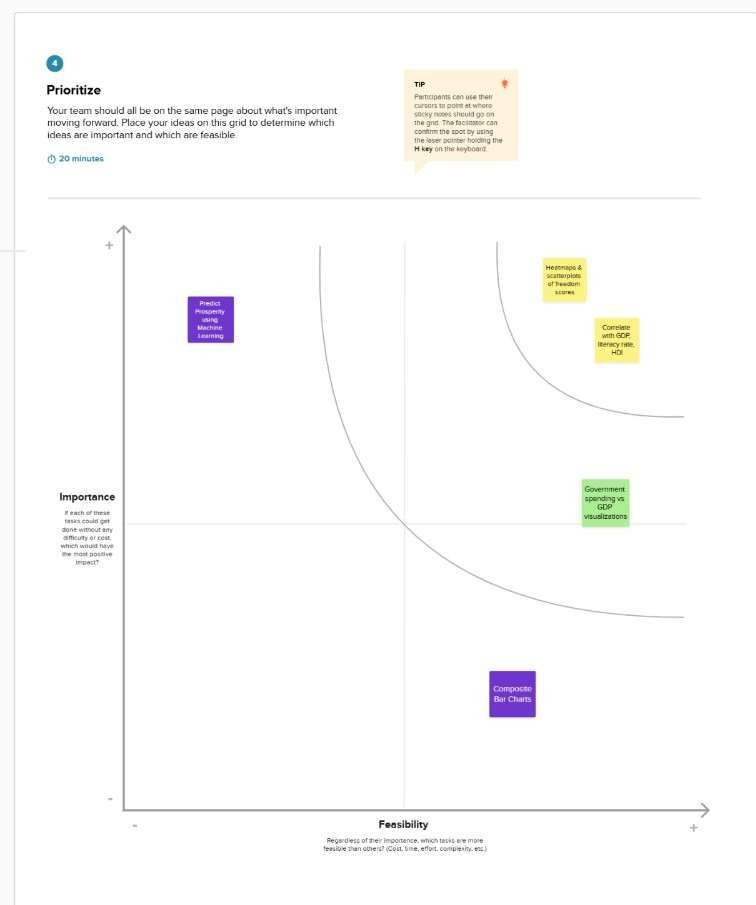 4
Prioritize
Your team should all be on the same page about what's important
moving forward. Place your ideas on this grid to determine which
ideas are important and which are feasible.
20 minutes
TIP
Participants can use their
cursors to point at where
sticky notes should go on
the grid. The facilitator can
confirm the spot by using
the laser pointer holding the
H key on the keyboard.
+
Predict
Prosperity
using
Machine
Learning
Heatmaps &
scatterplots
of freedom
scores
Correlate
with GDP,
literacy rate,
HDI
Importance
If each of these
tasks could get
done without any
difficulty or cost,
which would have
the most positive
impact?
Government
spending vs
GDP
visualizations
Composite
Bar Charts
-
-
Feasibility
+
Regardless of their importance, which tasks are more
feasible than others? (Cost, time, effort, complexity, etc.)